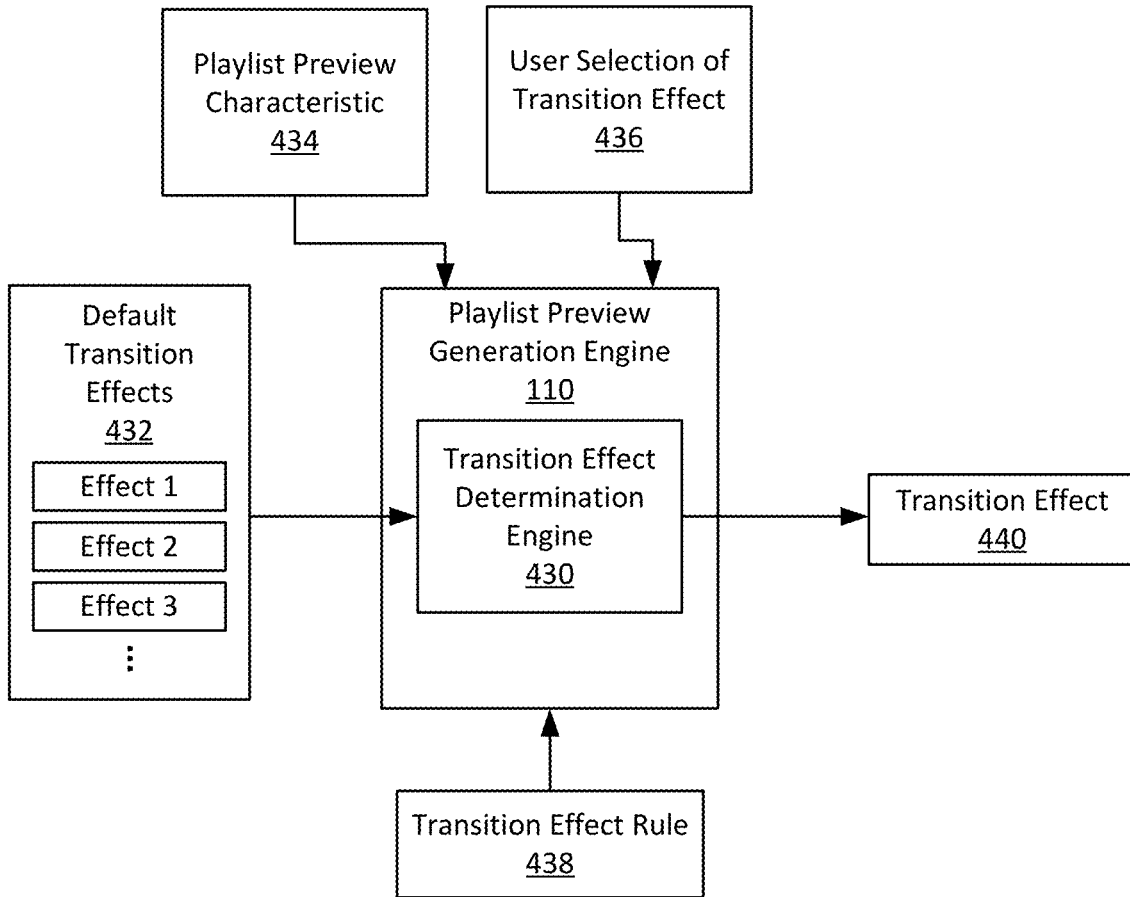 Playlist Preview
Characteristic
434
User Selection of
Transition Effect
436
Default
Transition
Effects
432
Effect 1
Effect 2
Effect 3
⋮
Playlist Preview
Generation Engine
110
Transition Effect
Determination
Engine
430
Transition Effect
440
Transition Effect Rule
438